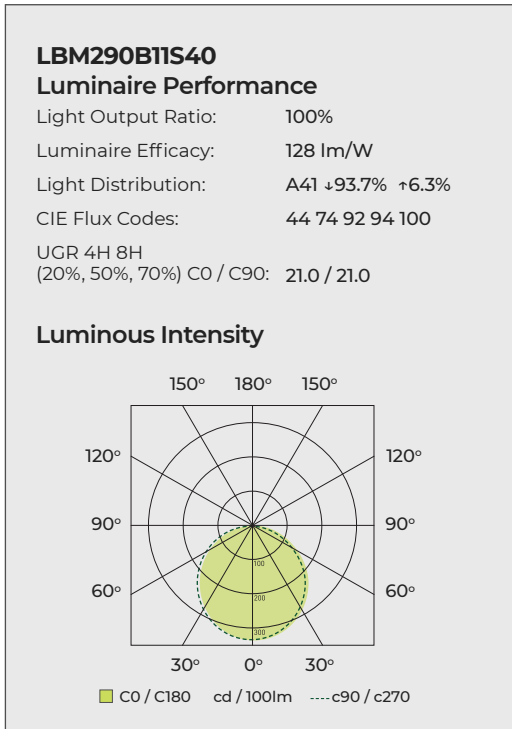 LBM290B11S40
Luminaire Performance
Light Output Ratio: 100%
Luminaire Efficacy: 128 lm/W
Light Distribution: A41 ↓93.7% ↑6.3%
CIE Flux Codes: 44 74 92 94 100
UGR 4H 8H
(20%, 50%, 70%) C0 / C90: 21.0 / 21.0
Luminous Intensity
150° 180° 150°
120° 120°
90° 90°
100
60° 60°
200
300
30° 0° 30°
C0 / C180 cd / 100lm c90 / c270